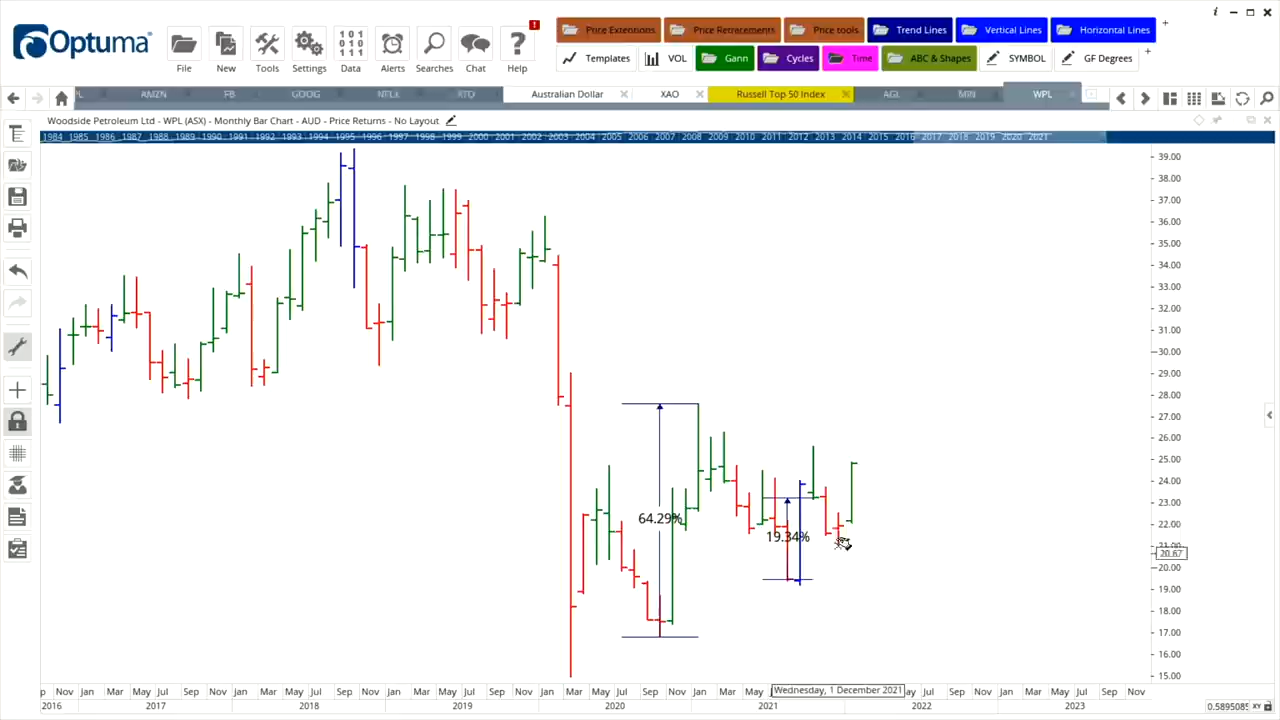 Optuma®
File
New
Tools
Settings
Data
Alerts
Searches
Chat
Help
Price Extensions
Price Retracements
Price tools
Trend Lines
Vertical Lines
Horizontal Lines
Templates
VOL
Gann
Cycles
Time
ABC & Shapes
SYMBOL
GF Degrees
AMZN
FB
GOOG
NTLX
RTO
Australian Dollar
XAO
Russell Top 50 Index
AGL
MIN
WPL
Woodside Petroleum Ltd - WPL (ASX) - Monthly Bar Chart - AUD - Price Returns - No Layout
1984 1985 1986 1987 1988 1989 1990 1991 1992 1993 1994 1995 1996 1997 1998 1999 2000 2001 2002 2003 2004 2005 2006 2007 2008 2009 2010 2011 2012 2013 2014 2015 2016 2017 2018 2019 2020 2021
39.00
38.00
37.00
36.00
35.00
34.00
33.00
32.00
31.00
30.00
29.00
28.00
27.00
26.00
25.00
24.00
23.00
22.00
21.00
20.67
20.00
19.00
18.00
17.00
16.00
15.00
64.29%
19.34%
Nov Jan Mar May Jul Sep Nov Jan Mar May Jul Sep Nov Jan Mar May Jul Sep Nov Jan Mar May Jul Sep Nov Jan Mar May Wednesday, 1 December 2021 ay Jul Sep Nov Jan Mar May Jul Sep Nov
2016 2017 2018 2019 2020 2021 2022 2023
0.589508 XY